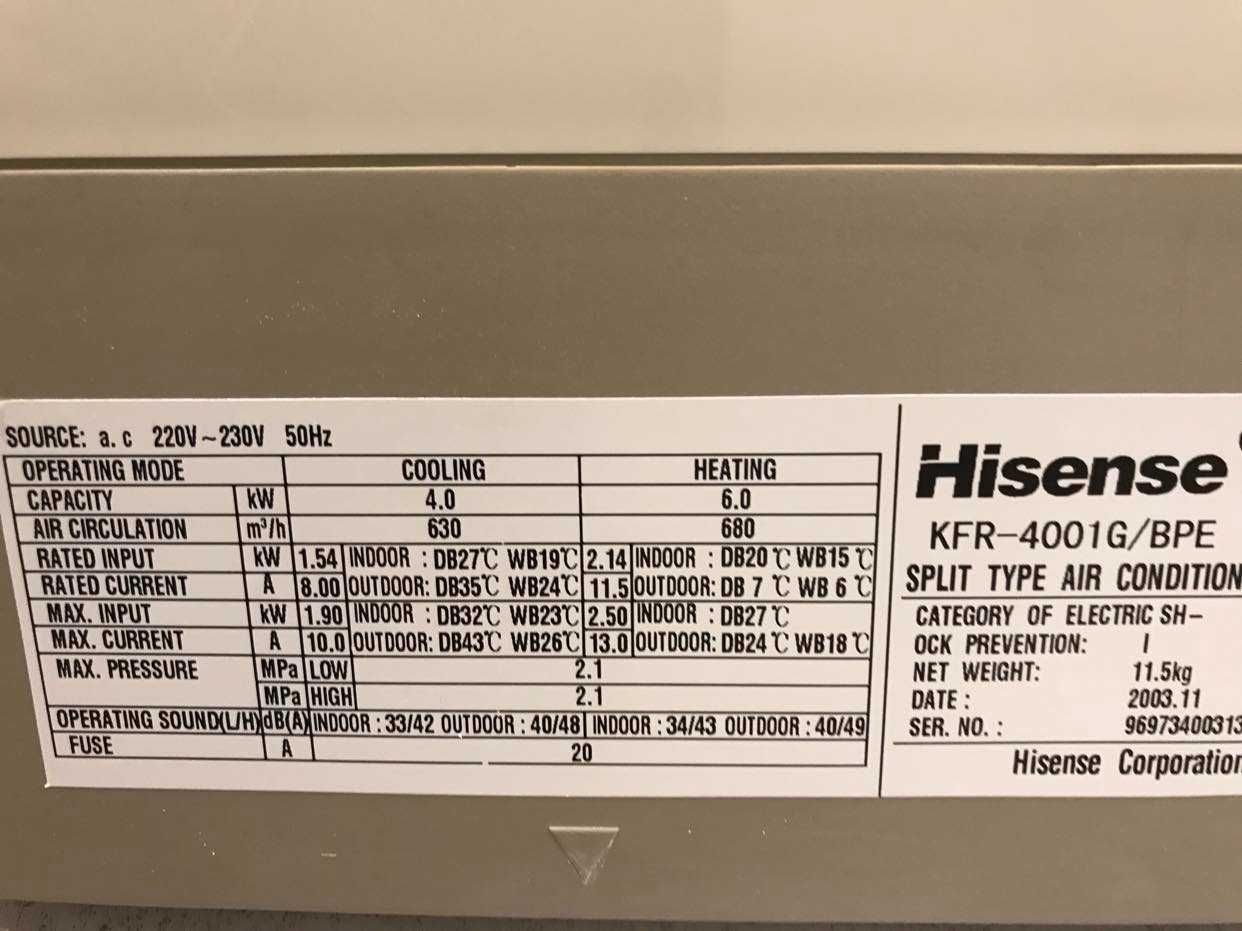 SOURCE: a.c 220V~230V 50Hz
OPERATING MODE COOLING HEATING
CAPACITY kW 4.0 6.0
AIR CIRCULATION m³/h 630 680
RATED INPUT kW 1.54 INDOOR : DB27℃ WB19℃ 2.14 INDOOR : DB20℃ WB15℃
RATED CURRENT A 8.00 OUTDOOR: DB35℃ WB24℃ 11.5 OUTDOOR: DB 7 ℃ WB 6 ℃
MAX. INPUT kW 1.90 INDOOR : DB32℃ WB23℃ 2.50 INDOOR : DB27℃
MAX. CURRENT A 10.0 OUTDOOR: DB43℃ WB26℃ 13.0 OUTDOOR: DB24℃ WB18℃
MAX. PRESSURE MPa LOW 2.1
MPa HIGH 2.1
OPERATING SOUND(L/H) dB(A) INDOOR : 33/42 OUTDOOR : 40/48 INDOOR : 34/43 OUTDOOR : 40/49
FUSE A 20
Hisense
KFR-4001G/BPE
SPLIT TYPE AIR CONDITION
CATEGORY OF ELECTRIC SH-
OCK PREVENTION: I
NET WEIGHT: 11.5kg
DATE: 2003.11
SER. NO. : 96973400313
Hisense Corporation